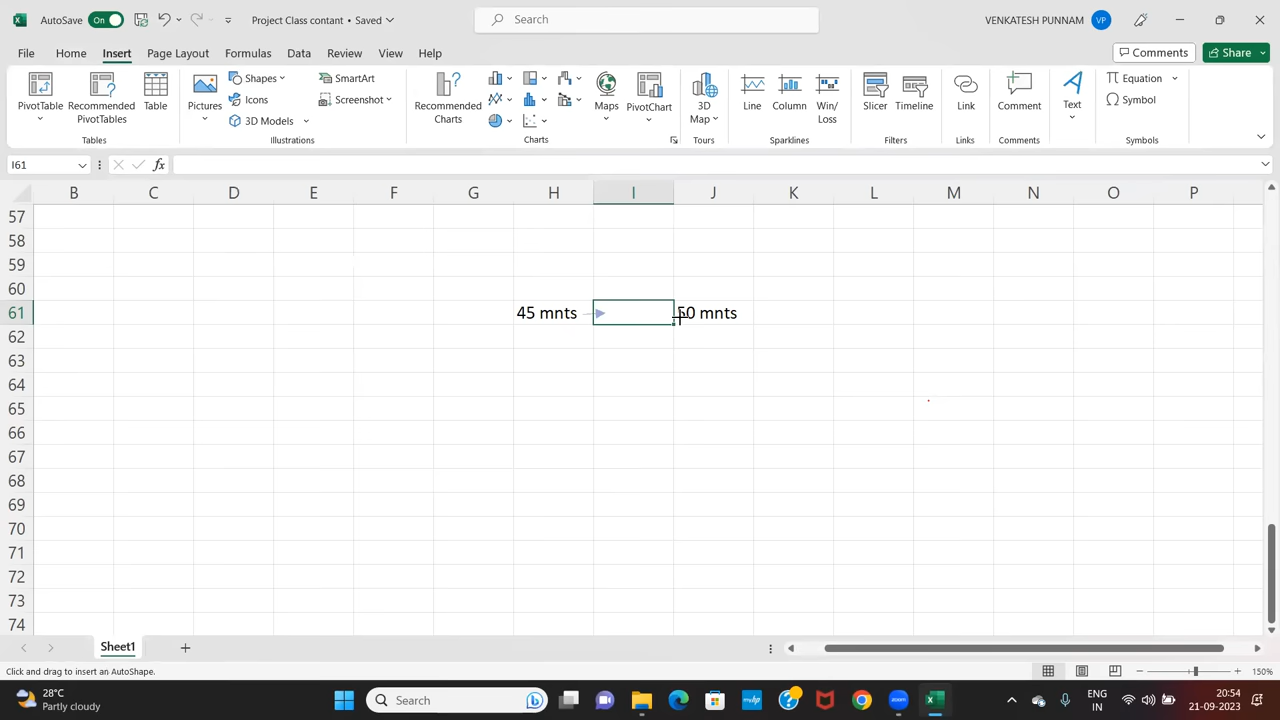 AutoSave On Project Class contant • Saved Search VENKATESH PUNNAM VP
File Home Insert Page Layout Formulas Data Review View Help Comments Share
PivotTable Recommended PivotTables Table
Tables
Pictures Shapes Icons 3D Models SmartArt Screenshot
Illustrations
Recommended Charts Maps PivotChart
Charts
3D Map
Tours
Line Column Win/Loss
Sparklines
Slicer Timeline
Filters
Link
Links
Comment
Comments
Text
Equation
Symbol
Symbols
I61 fx
B C D E F G H I J K L M N O P
57
58
59
60
61 45 mnts 50 mnts
62
63
64
65
66
67
68
69
70
71
72
73
74
Sheet1
Click and drag to insert an AutoShape. 150%
28°C
Partly cloudy
Search
ENG
IN
20:54
21-09-2023